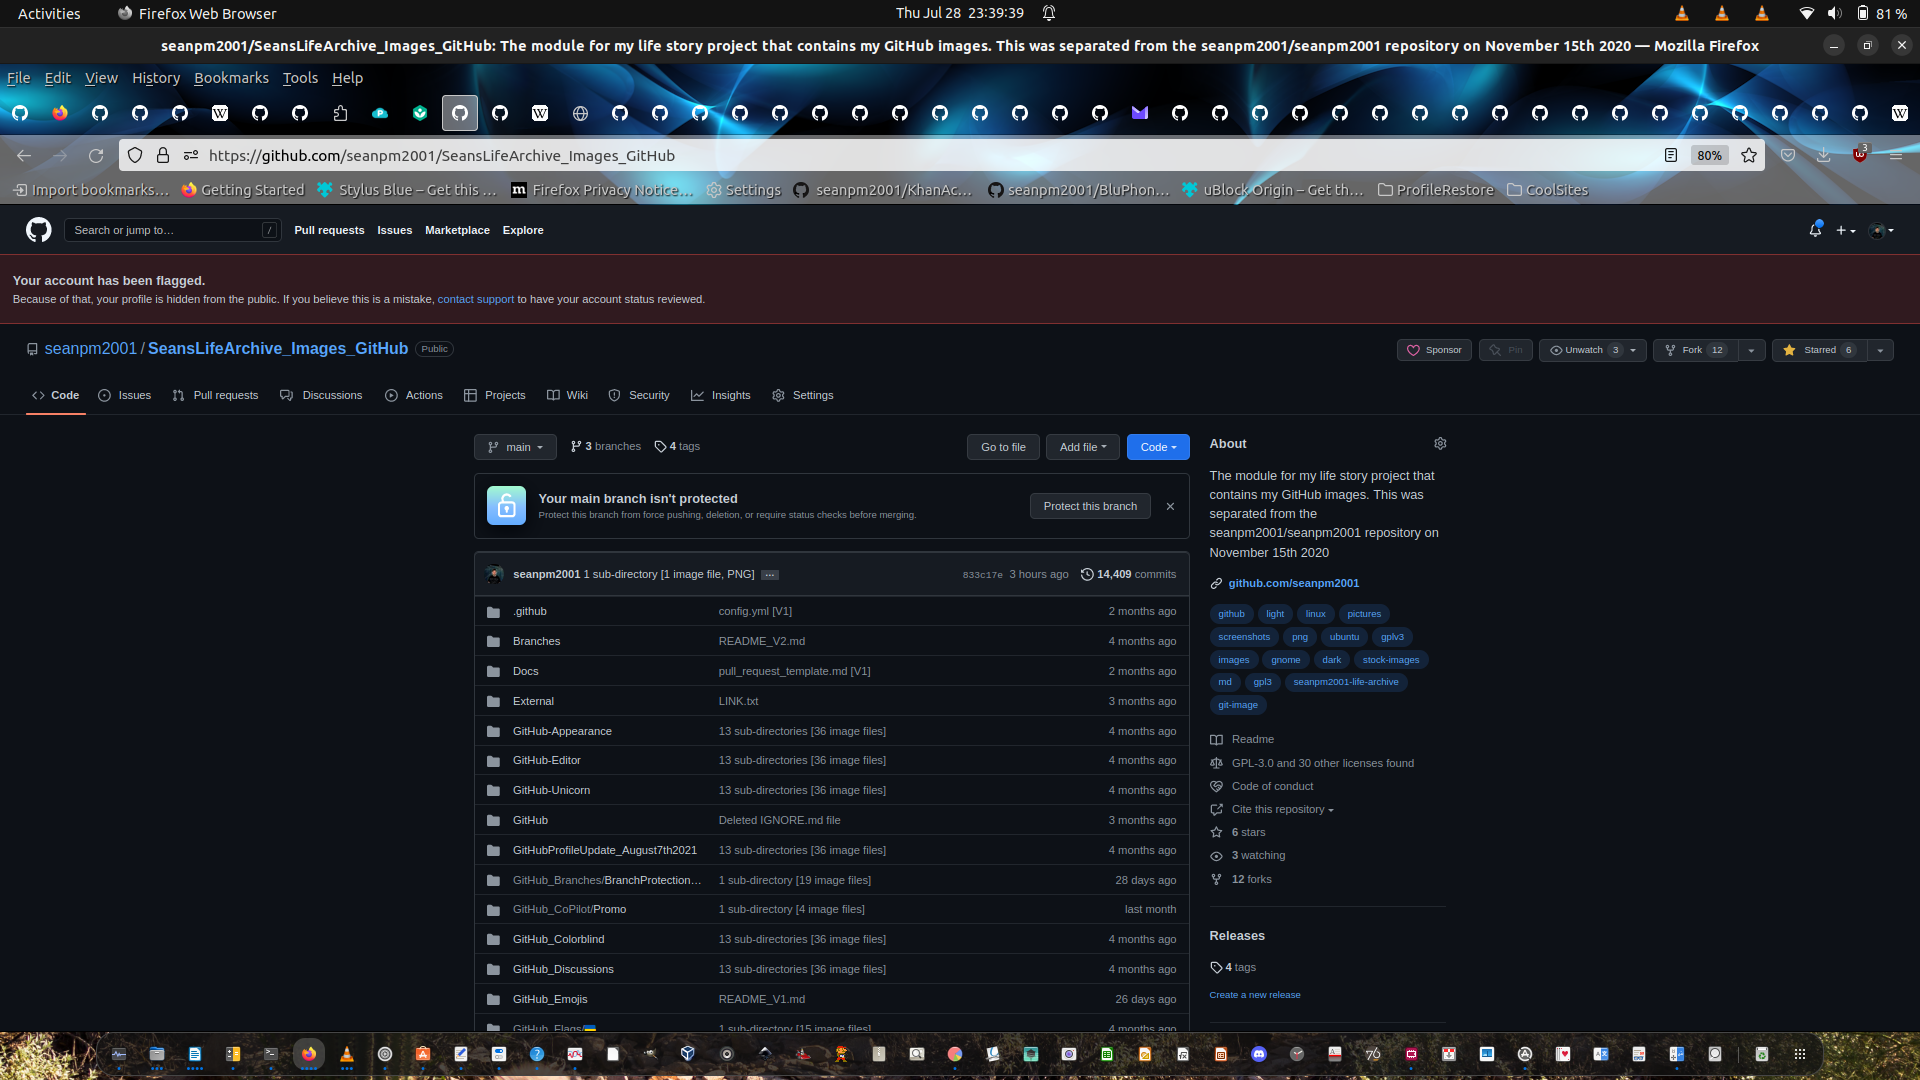 Activities
Firefox Web Browser
Thu Jul 28 23:39:39
81 %
seanpm2001/SeansLifeArchive_Images_GitHub: The module for my life story project that contains my GitHub images. This was separated from the seanpm2001/seanpm2001 repository on November 15th 2020 — Mozilla Firefox
File Edit View History Bookmarks Tools Help
https://github.com/seanpm2001/SeansLifeArchive_Images_GitHub
80%
3
Import bookmarks… Getting Started Stylus Blue – Get this … Firefox Privacy Notice… Settings seanpm2001/KhanAc… seanpm2001/BluPhon… uBlock Origin – Get th… ProfileRestore CoolSites
Search or jump to… /
Pull requests Issues Marketplace Explore
Your account has been flagged.
Because of that, your profile is hidden from the public. If you believe this is a mistake, contact support to have your account status reviewed.
seanpm2001 / SeansLifeArchive_Images_GitHub Public
Sponsor Pin Unwatch 3 Fork 12 Starred 6
Code Issues Pull requests Discussions Actions Projects Wiki Security Insights Settings
main 3 branches 4 tags Go to file Add file Code
Your main branch isn't protected
Protect this branch from force pushing, deletion, or require status checks before merging.
Protect this branch
seanpm2001 1 sub-directory [1 image file, PNG] … 833c17e 3 hours ago 14,409 commits
.github config.yml [V1] 2 months ago
Branches README_V2.md 4 months ago
Docs pull_request_template.md [V1] 2 months ago
External LINK.txt 3 months ago
GitHub-Appearance 13 sub-directories [36 image files] 4 months ago
GitHub-Editor 13 sub-directories [36 image files] 4 months ago
GitHub-Unicorn 13 sub-directories [36 image files] 4 months ago
GitHub Deleted IGNORE.md file 3 months ago
GitHubProfileUpdate_August7th2021 13 sub-directories [36 image files] 4 months ago
GitHub_Branches/BranchProtection… 1 sub-directory [19 image files] 28 days ago
GitHub_CoPilot/Promo 1 sub-directory [4 image files] last month
GitHub_Colorblind 13 sub-directories [36 image files] 4 months ago
GitHub_Discussions 13 sub-directories [36 image files] 4 months ago
GitHub_Emojis README_V1.md 26 days ago
GitHub_Flags/ 1 sub-directory [15 image files] 4 months ago
About
The module for my life story project that
contains my GitHub images. This was
separated from the
seanpm2001/seanpm2001 repository on
November 15th 2020
github.com/seanpm2001
github light linux pictures
screenshots png ubuntu gplv3
images gnome dark stock-images
md gpl3 seanpm2001-life-archive
git-image
Readme
GPL-3.0 and 30 other licenses found
Code of conduct
Cite this repository
6 stars
3 watching
12 forks
Releases
4 tags
Create a new release